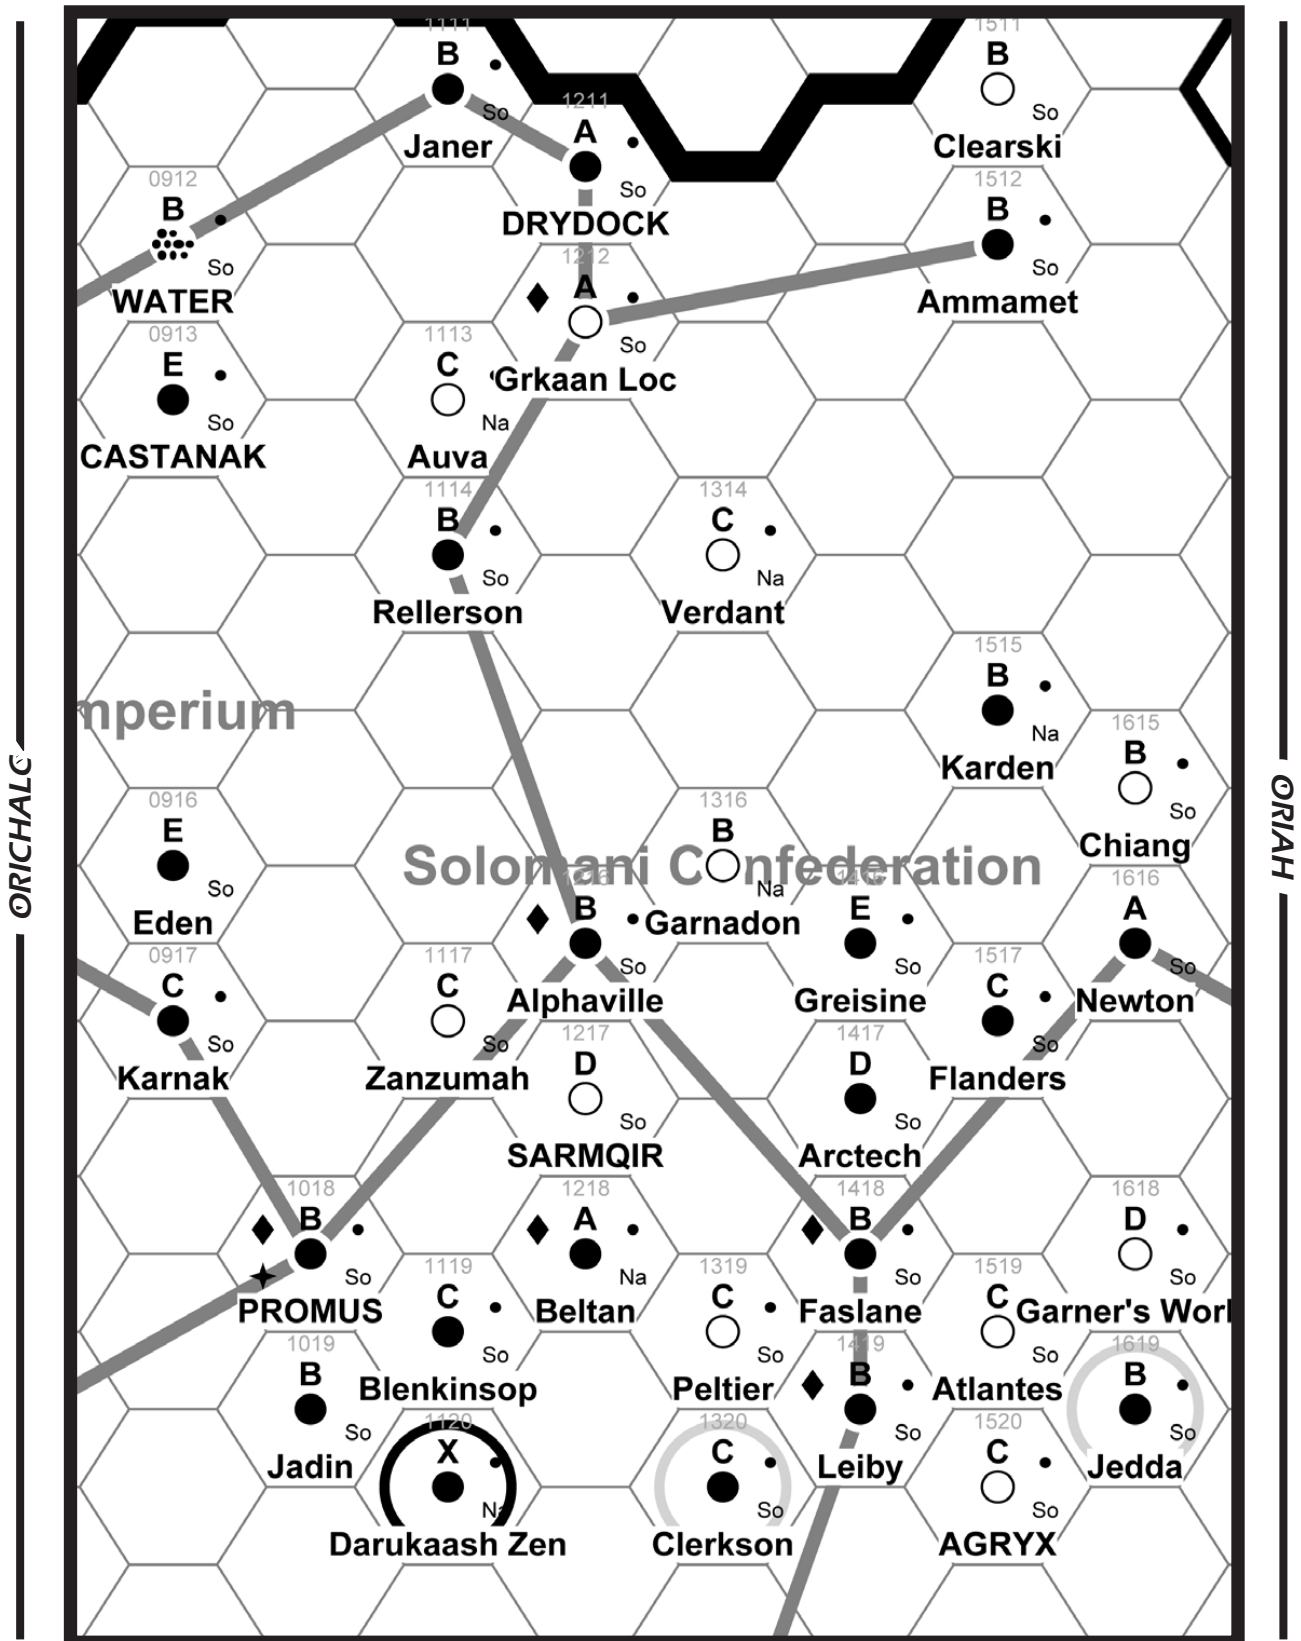 1111
B
So
Janer
1211
A
So
DRYDOCK
1511
B
So
Clearski
0912
B
So
WATER
1212
A
So
Grkaan Loc
1512
B
So
Ammamet
0913
E
So
CASTANAK
1113
C
Na
Auva
1114
B
So
Rellerson
1314
C
Na
Verdant
mperium
1515
B
Na
Karden
1615
B
So
Chiang
0916
E
So
Eden
Solomani Confederation
1316
B
Na
Garnadon
1216
B
So
Alphaville
1416
E
So
Greisine
1616
A
So
Newton
0917
C
So
Karnak
1117
C
So
Zanzumah
1217
D
So
SARMQIR
1417
D
So
Arctech
1517
C
So
Flanders
1018
B
So
PROMUS
1218
A
Na
Beltan
1418
B
So
Faslane
1618
D
So
Garner's Worl
1019
B
So
Jadin
1119
C
So
Blenkinsop
1319
C
So
Peltier
1419
B
So
Leiby
1519
C
So
Atlantes
1619
B
So
Jedda
1120
X
Na
Darukaash Zen
1320
C
So
Clerkson
1520
C
So
AGRYX
ORICHALC
ORIAH